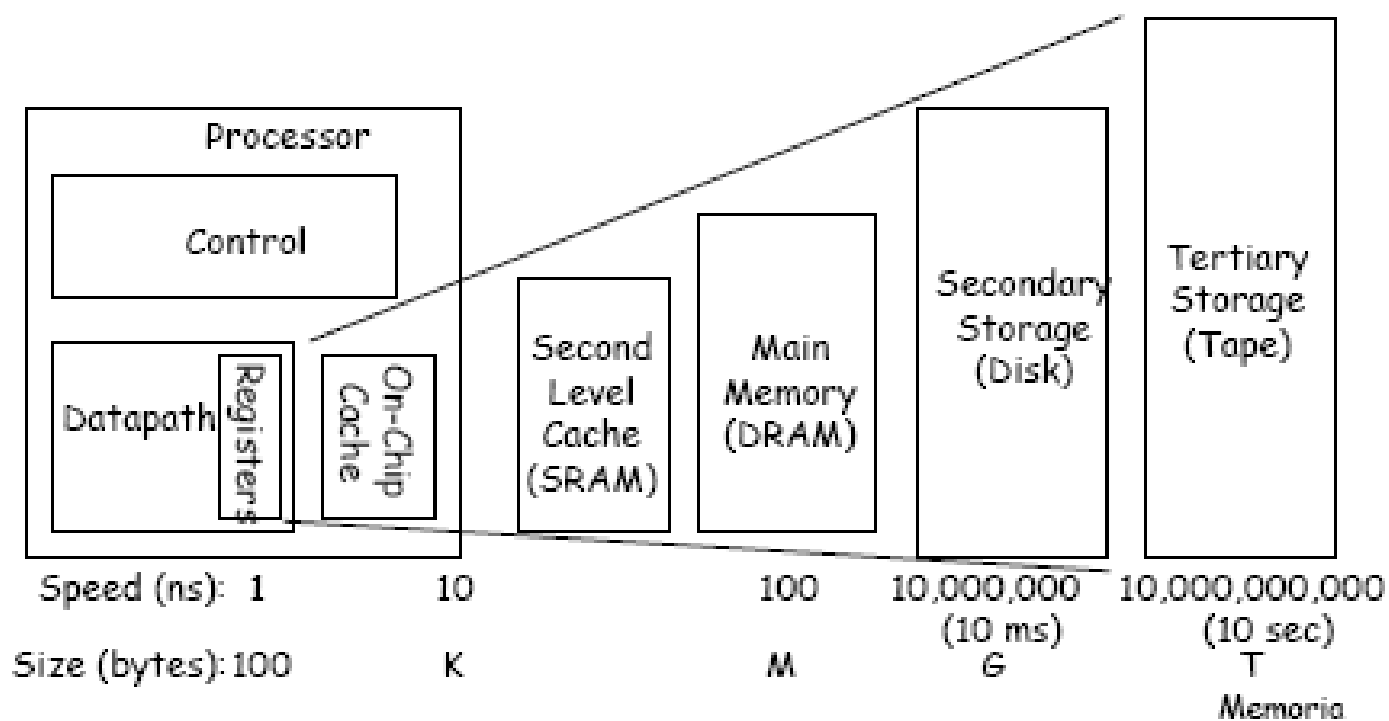 Processor
Control
Datapath
Registers
On-Chip
Cache
Second
Level
Cache
(SRAM)
Main
Memory
(DRAM)
Secondary
Storage
(Disk)
Tertiary
Storage
(Tape)
Speed (ns): 1 10 100 10,000,000 10,000,000,000
(10 ms) (10 sec)
Size (bytes): 100 K M G T
Memoria